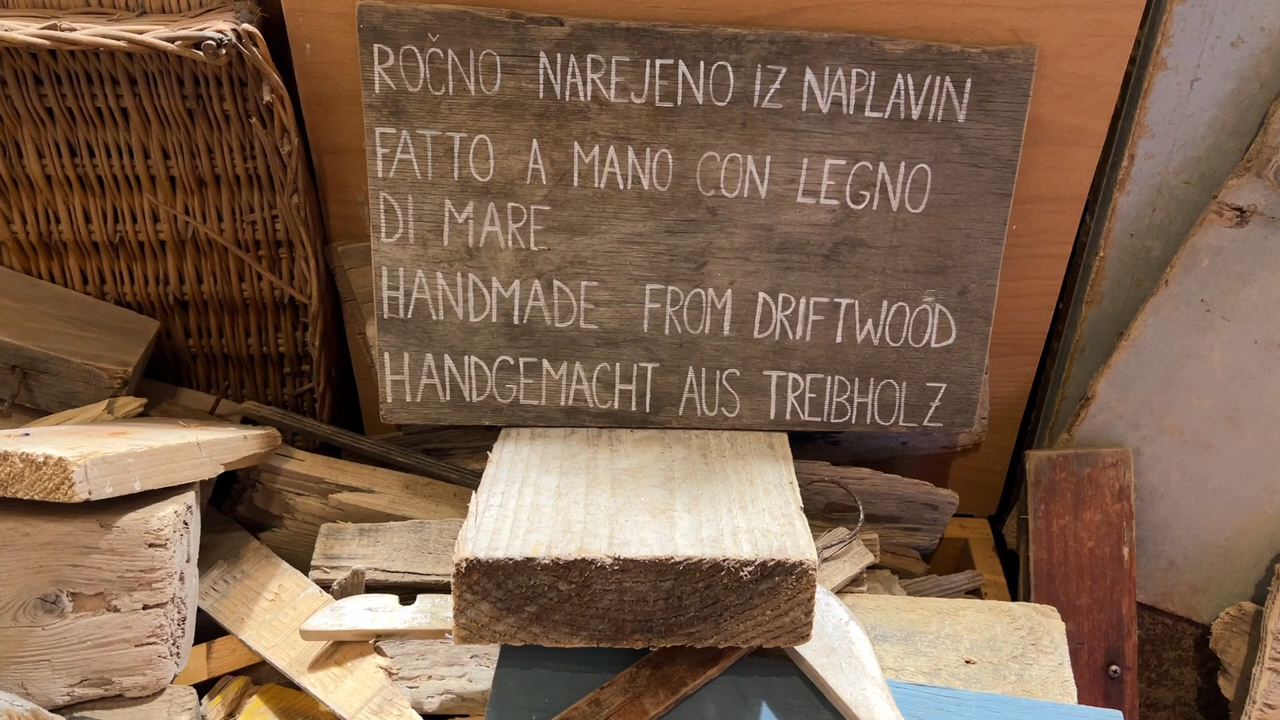 ROČNO NAREJENO IZ NAPLAVIN
FATTO A MANO CON LEGNO
DI MARE
HANDMADE FROM DRIFTWOOD
HANDGEMACHT AUS TREIBHOLZ